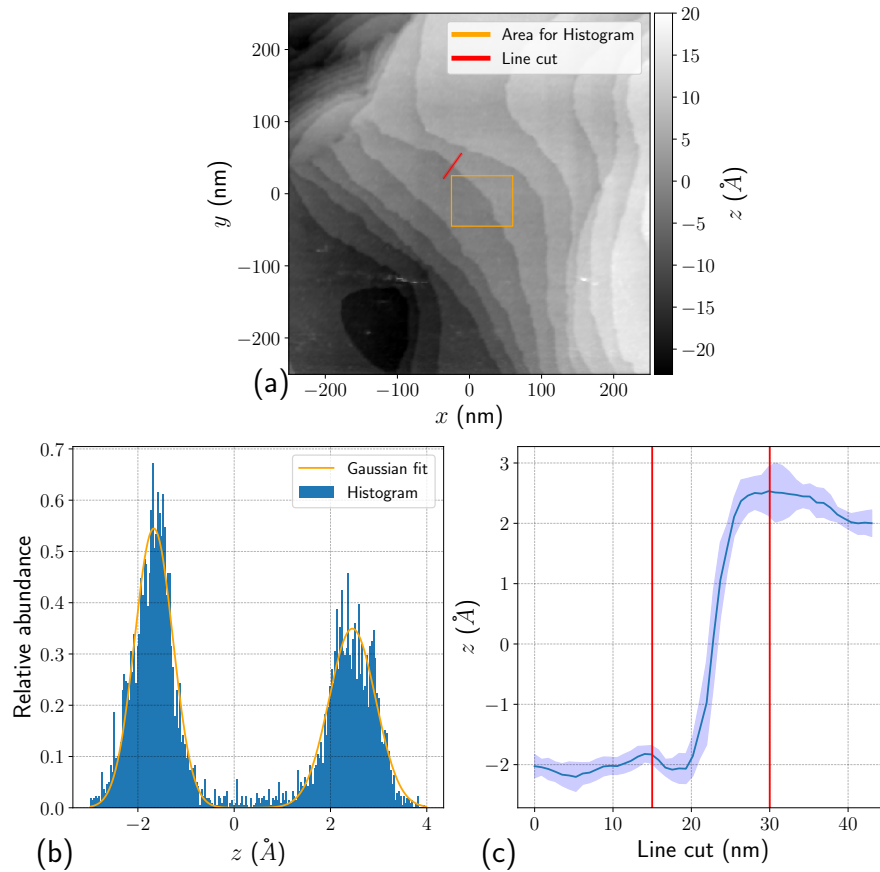 Area for Histogram
Line cut
200
100
0
−100
−200
y (nm)
−200 −100 0 100 200
x (nm)
20
15
10
5
0
−5
−10
−15
−20
z (Å)
(a)
0.7
0.6
0.5
0.4
0.3
0.2
0.1
0.0
Relative abundance
Gaussian fit
Histogram
−2 0 2 4
z (Å)
(b)
3
2
1
0
−1
−2
z (Å)
0 10 20 30 40
Line cut (nm)
(c)